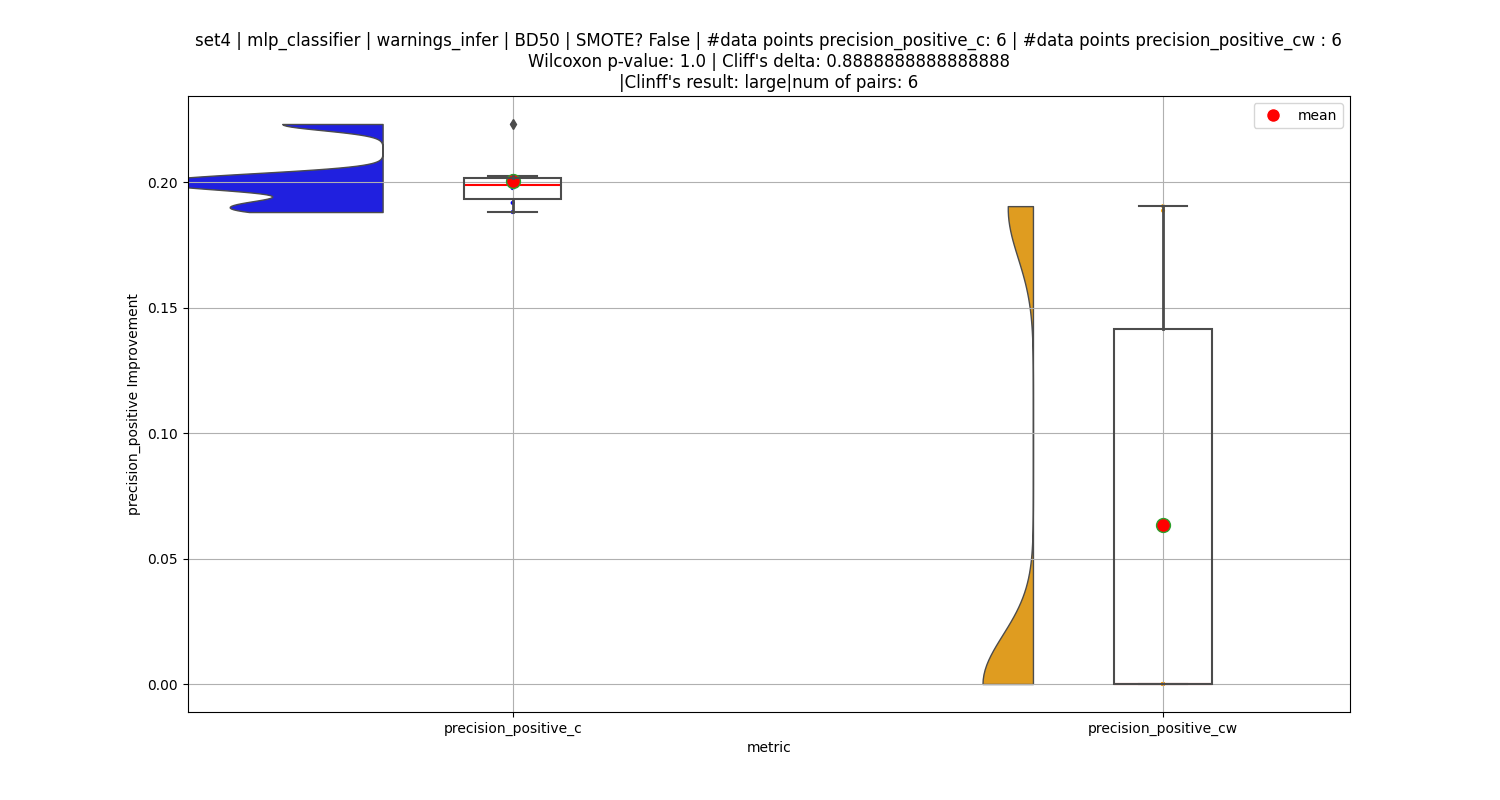 set4 | mlp_classifier | warnings_infer | BD50 | SMOTE? False | #data points precision_positive_c: 6 | #data points precision_positive_cw : 6
Wilcoxon p-value: 1.0 | Cliff's delta: 0.8888888888888888
|Clinff's result: large|num of pairs: 6
mean
0.20
0.15
0.10
0.05
0.00
precision_positive Improvement
precision_positive_c
precision_positive_cw
metric